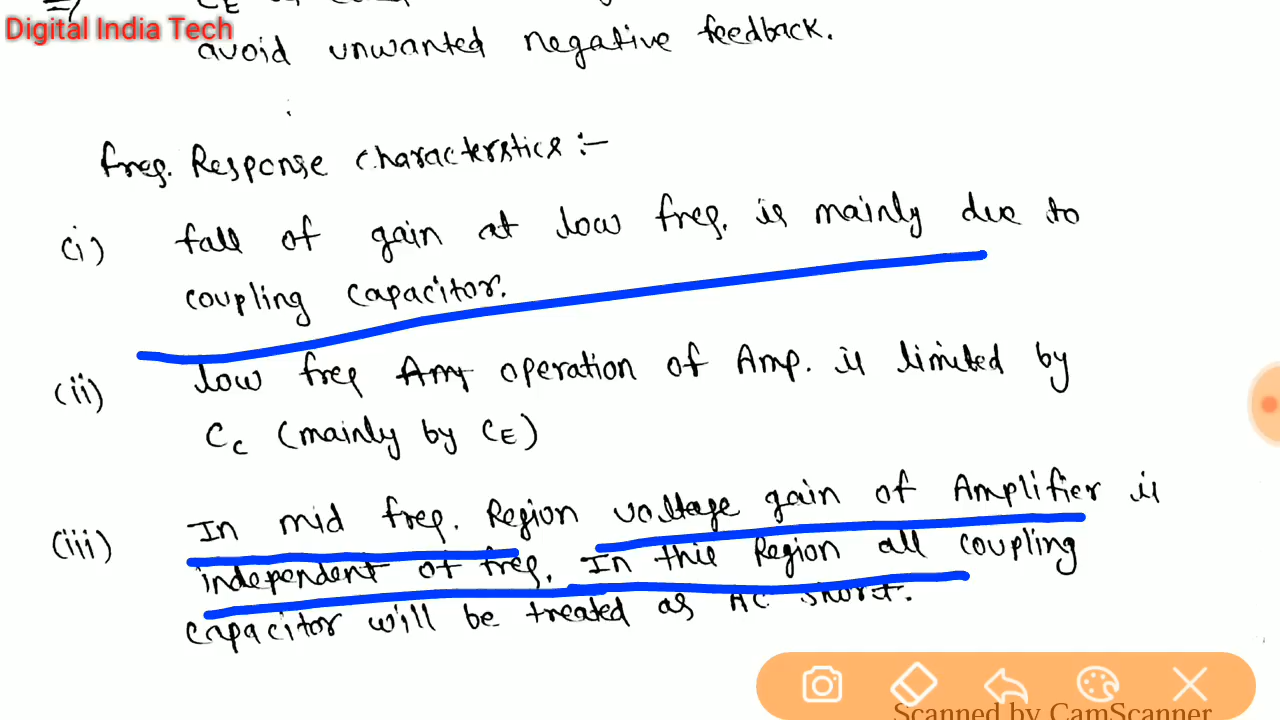 CE
Digital India Tech
avoid unwanted negative feedback.
freq. Response characterstics :-
(i) fall of gain at low freq. is mainly due to
coupling capacitor.
(ii) low freq Amp operation of Amp. is limited by
Cc (mainly by CE)
(iii) In mid freq. Region voltage gain of Amplifier is
independent of freq. In this Region all coupling
capacitor will be treated as AC short.
Scanned by CamScanner